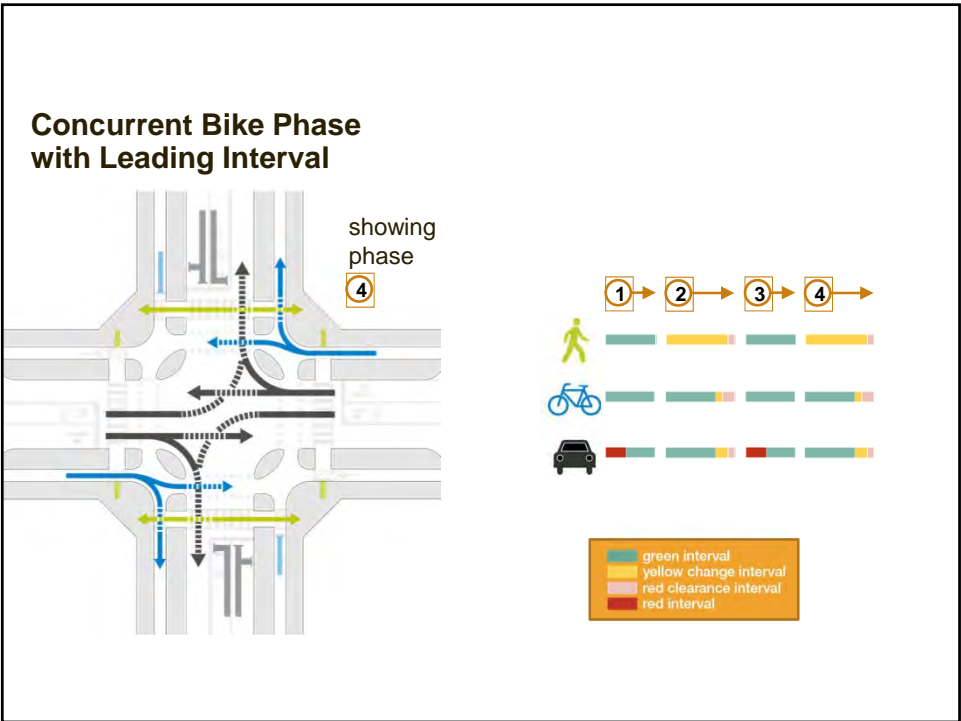 Concurrent Bike Phase
with Leading Interval
showing
phase
4
1 2 3 4
green interval
yellow change interval
red clearance interval
red interval